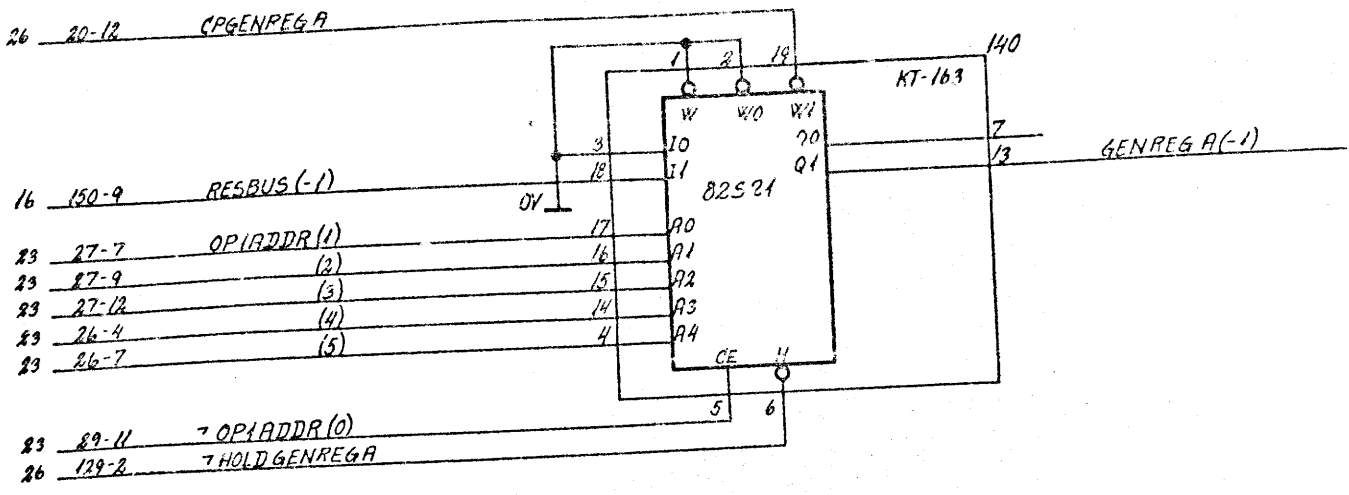 26 20-12 CPGENREGA
1 2 19 140
KT-163
W W0 W1
3 I0 Q0 7
18 I1 Q1 13 GENREGA(-1)
16 150-9 RESBUS(-1)
82S21
0V
23 27-7 OP1ADDR(1) 17 A0
23 27-9 (2) 16 A1
23 27-12 (3) 15 A2
23 26-4 (4) 14 A3
23 26-7 (5) 4 A4
CE H
5 6
23 29-11 ¬OP1ADDR(0)
26 129-2 ¬HOLDGENREGA